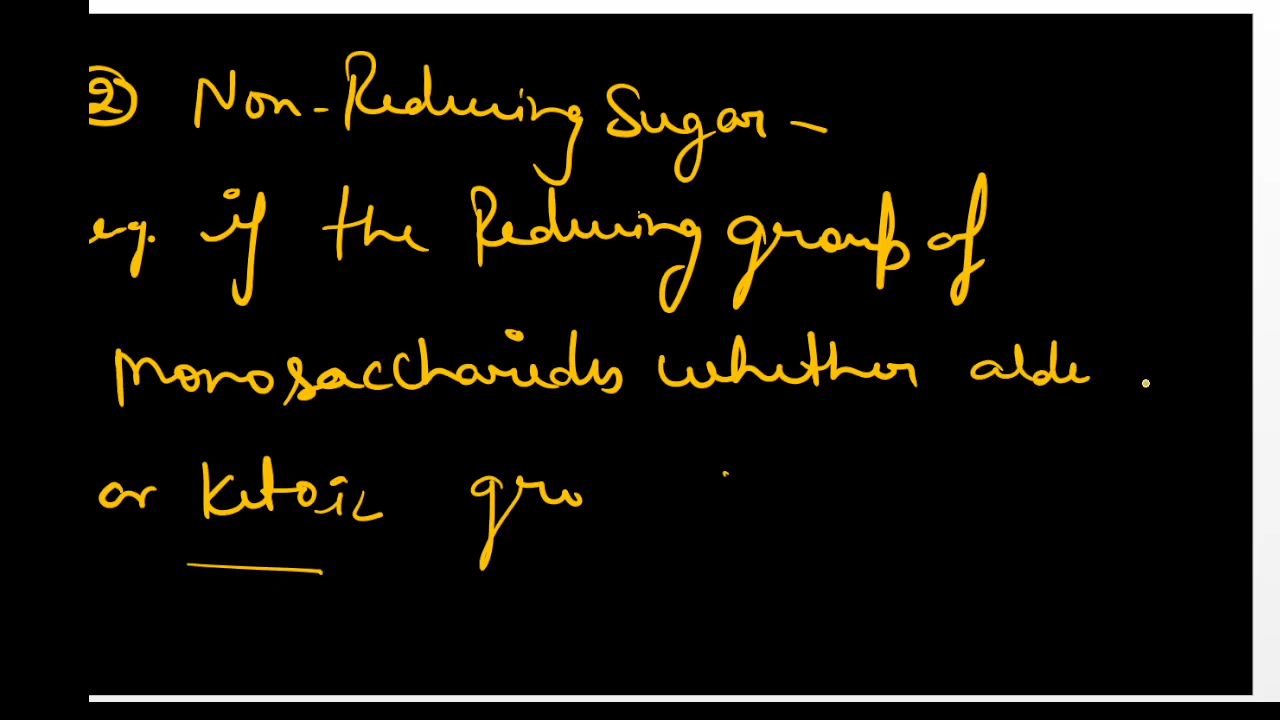 ② Non-Reducing Sugar -
eg. if the Reducing group of
monosaccharides whether alde
or Ketoic gro